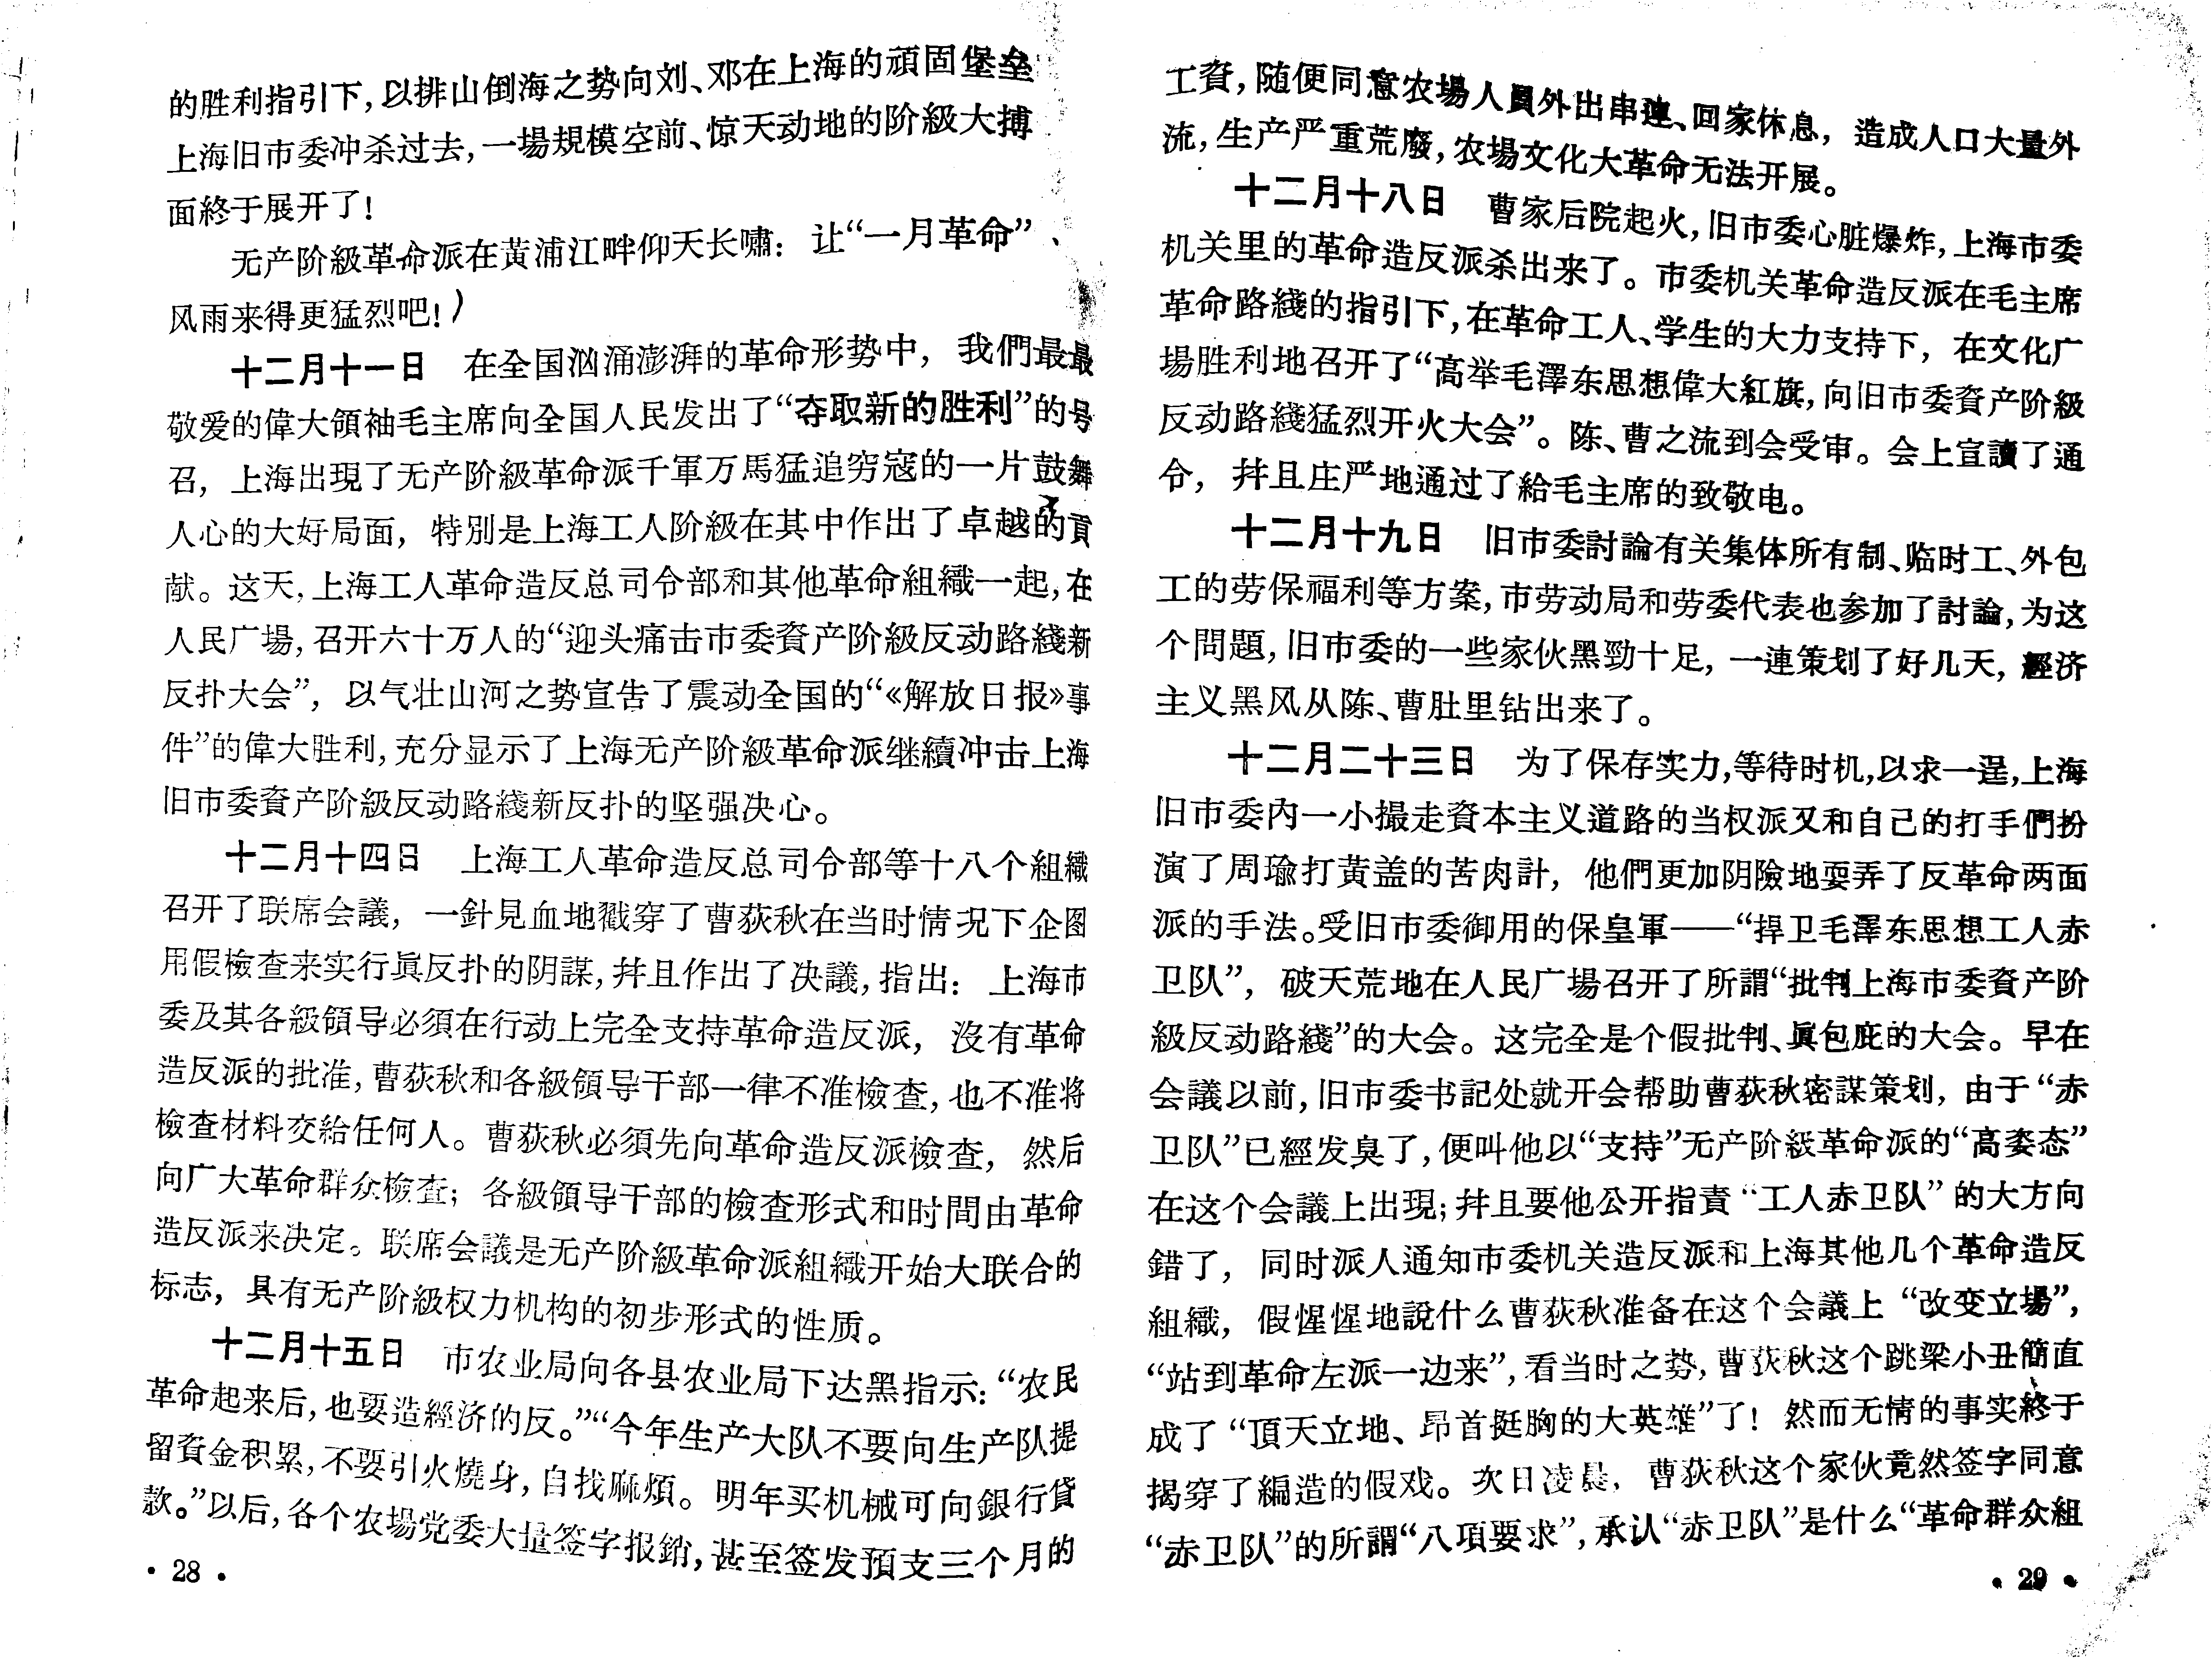 的胜利指引下，以排山倒海之势向刘、邓在上海的頑固堡垒
上海旧市委冲杀过去，一場規模空前、惊天动地的阶級大搏
面終于展开了！
无产阶級革命派在黃浦江畔仰天长嘯：让“一月革命”、
风雨来得更猛烈吧！）
十二月十一日　在全国汹涌澎湃的革命形势中，我們最最
敬爱的偉大領袖毛主席向全国人民发出了“夺取新的胜利”的号
召，上海出現了无产阶級革命派千軍万馬猛追穷寇的一片鼓舞
人心的大好局面，特別是上海工人阶級在其中作出了卓越的貢
献。这天，上海工人革命造反总司令部和其他革命組織一起，在
人民广場，召开六十万人的“迎头痛击市委資产阶級反动路綫新
反扑大会”，以气壮山河之势宣告了震动全国的“《解放日报》事
件”的偉大胜利，充分显示了上海无产阶級革命派继續冲击上海
旧市委資产阶級反动路綫新反扑的坚强决心。
十二月十四日　上海工人革命造反总司令部等十八个組織
召开了联席会議，一針見血地戳穿了曹荻秋在当时情况下企图
用假檢查来实行眞反扑的阴謀，幷且作出了决議，指出：上海市
委及其各級領导必須在行动上完全支持革命造反派，沒有革命
造反派的批准，曹荻秋和各級領导干部一律不准檢查，也不准将
檢查材料交給任何人。曹荻秋必須先向革命造反派檢查，然后
向广大革命群众檢查；各級領导干部的檢查形式和时間由革命
造反派来决定。联席会議是无产阶級革命派組織开始大联合的
标志，具有无产阶級权力机构的初步形式的性质。
十二月十五日　市农业局向各县农业局下达黑指示：“农民
革命起来后，也要造經济的反。”“今年生产大队不要向生产队提
留資金积累，不要引火燒身，自找麻煩。明年买机械可向銀行貸
款。”以后，各个农場党委大量签字报銷，甚至签发預支三个月的
· 28 ·
工資，随便同意农場人員外出串連、回家休息，造成人口大量外
流，生产严重荒廢，农場文化大革命无法开展。
十二月十八日　曹家后院起火，旧市委心脏爆炸，上海市委
机关里的革命造反派杀出来了。市委机关革命造反派在毛主席
革命路綫的指引下，在革命工人、学生的大力支持下，在文化广
場胜利地召开了“高举毛澤东思想偉大紅旗，向旧市委資产阶級
反动路綫猛烈开火大会”。陈、曹之流到会受审。会上宣讀了通
令，幷且庄严地通过了給毛主席的致敬电。
十二月十九日　旧市委討論有关集体所有制、临时工、外包
工的劳保福利等方案，市劳动局和劳委代表也参加了討論，为这
个問題，旧市委的一些家伙黑勁十足，一連策划了好几天，經济
主义黑风从陈、曹肚里钻出来了。
十二月二十三日　为了保存实力，等待时机，以求一逞，上海
旧市委内一小撮走資本主义道路的当权派又和自己的打手們扮
演了周瑜打黃盖的苦肉計，他們更加阴險地耍弄了反革命两面
派的手法。受旧市委御用的保皇軍——“捍卫毛澤东思想工人赤
卫队”，破天荒地在人民广場召开了所謂“批判上海市委資产阶
級反动路綫”的大会。这完全是个假批判、眞包庇的大会。早在
会議以前，旧市委书記处就开会帮助曹荻秋密謀策划，由于“赤
卫队”已經发臭了，便叫他以“支持”无产阶級革命派的“高姿态”
在这个会議上出現；幷且要他公开指責“工人赤卫队”的大方向
錯了，同时派人通知市委机关造反派和上海其他几个革命造反
組織，假惺惺地說什么曹荻秋准备在这个会議上“改变立場”，
“站到革命左派一边来”，看当时之势，曹荻秋这个跳梁小丑簡直
成了“頂天立地、昂首挺胸的大英雄”了！然而无情的事实終于
揭穿了編造的假戏。次日凌晨，曹荻秋这个家伙竟然签字同意
“赤卫队”的所謂“八項要求”，承认“赤卫队”是什么“革命群众組
· 29 ·